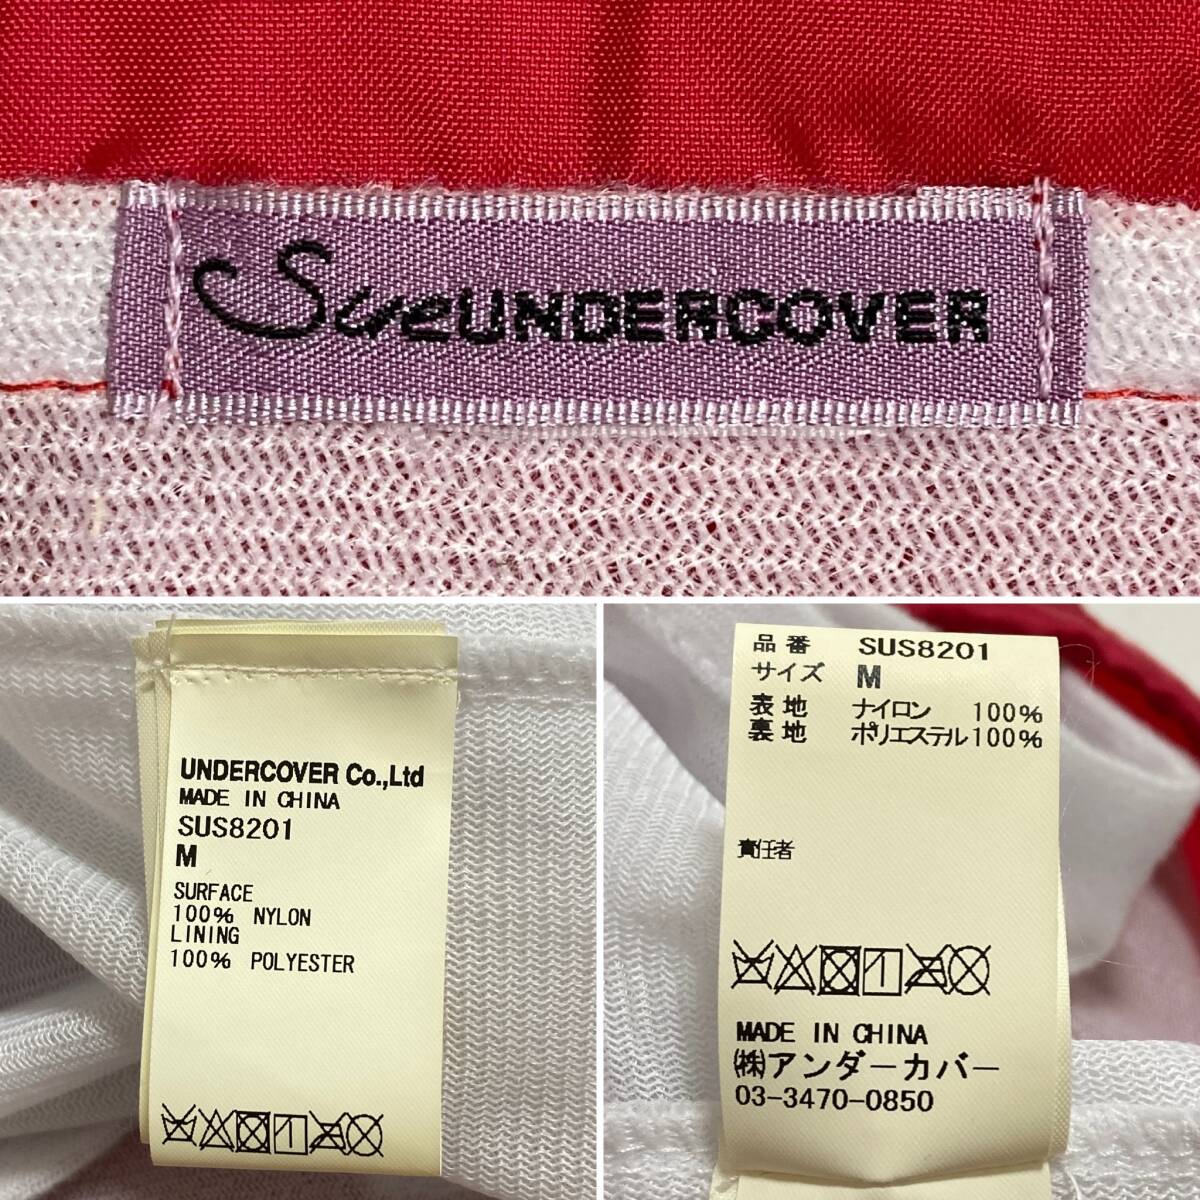 SueUNDERCOVER
UNDERCOVER Co.,Ltd
MADE IN CHINA
SUS8201
M
SURFACE
100% NYLON
LINING
100% POLYESTER
品番 SUS8201
サイズ M
表地 ナイロン 100%
裏地 ポリエステル 100%
責任者
MADE IN CHINA
㈱アンダーカバー
03-3470-0850